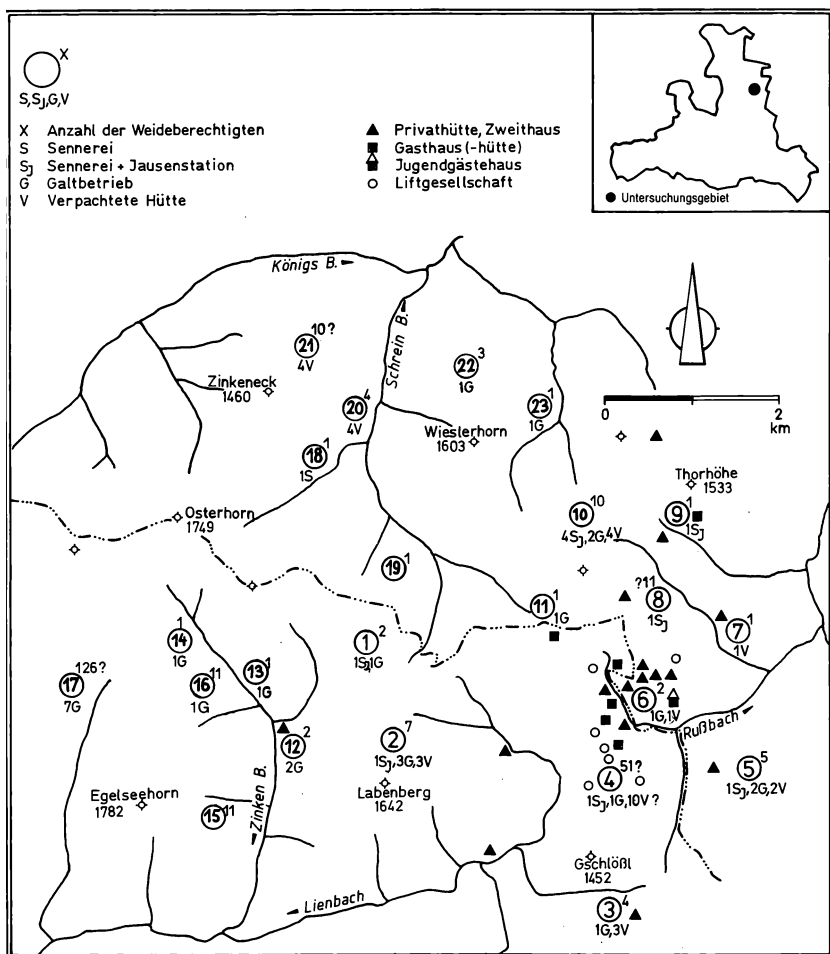 X
S,SJ,G,V
X Anzahl der Weideberechtigten
S Sennerei
SJ Sennerei + Jausenstation
G Galtbetrieb
V Verpachtete Hütte
Privathütte, Zweithaus
Gasthaus (-hütte)
Jugendgästehaus
Liftgesellschaft
Untersuchungsgebiet
Königs B.
Schrein B.
21 10?
4V
Zinkeneck
1460
20 4
4V
22 3
1G
23 1
1G
Wieslerhorn
1603
0 2
km
18 1
1S
Thorhöhe
1533
Osterhorn
1749
10 10
4SJ,2G,4V
9 1
1SJ
19 1
11 1
1G
8 ?11
1SJ
7 1
1V
14 1
1G
1 2
1SJ,1G
17 126?
7G
16 11
1G
13 1
1G
6 2
1G,1V
Rußbach
12 2
2G
2 7
1SJ,3G,3V
Labenberg
1642
4 51?
1SJ,1G,10V ?
5 5
1SJ,2G,2V
Egelseehorn
1782
15 11
Zinken B.
Gschlößl
1452
Lienbach
3 4
1G,3V